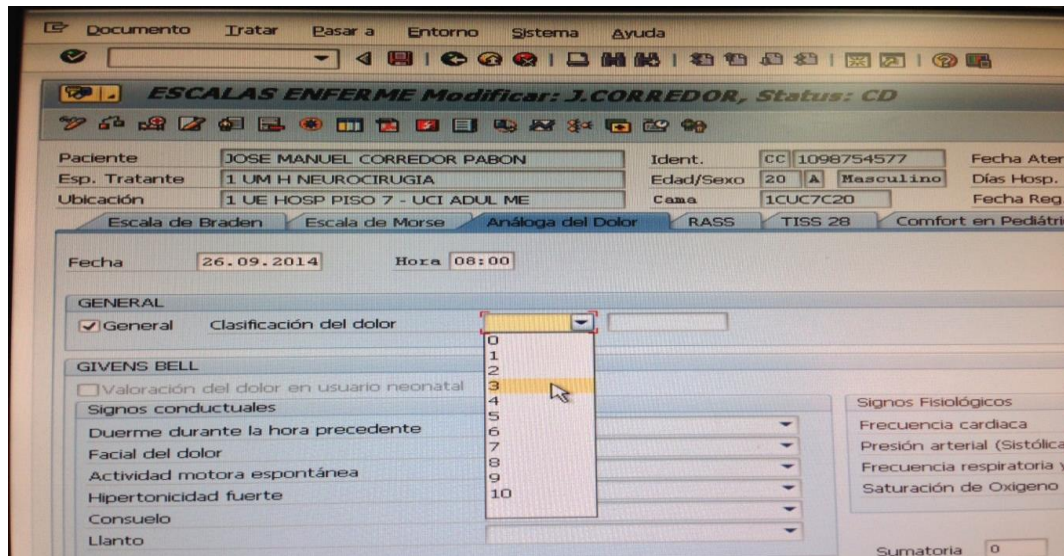 Documento Tratar Pasar a Entorno Sistema Ayuda
ESCALAS ENFERME Modificar: J.CORREDOR, Status: CD
Paciente JOSE MANUEL CORREDOR PABON Ident. CC 1098754577 Fecha Aten
Esp. Tratante 1 UM H NEUROCIRUGIA Edad/Sexo 20 A Masculino Días Hosp.
Ubicación 1 UE HOSP PISO 7 - UCI ADUL ME Cama 1CUC7C20 Fecha Reg
Escala de Braden Escala de Morse Análoga del Dolor RASS TISS 28 Comfort en Pediátri
Fecha 26.09.2014 Hora 08:00
GENERAL
General Clasificación del dolor
0
1
2
3
4
5
6
7
8
9
10
GIVENS BELL
Valoración del dolor en usuario neonatal
Signos conductuales
Duerme durante la hora precedente
Facial del dolor
Actividad motora espontánea
Hipertonicidad fuerte
Consuelo
Llanto
Signos Fisiológicos
Frecuencia cardiaca
Presión arterial (Sistólica
Frecuencia respiratoria y
Saturación de Oxigeno
Sumatoria 0